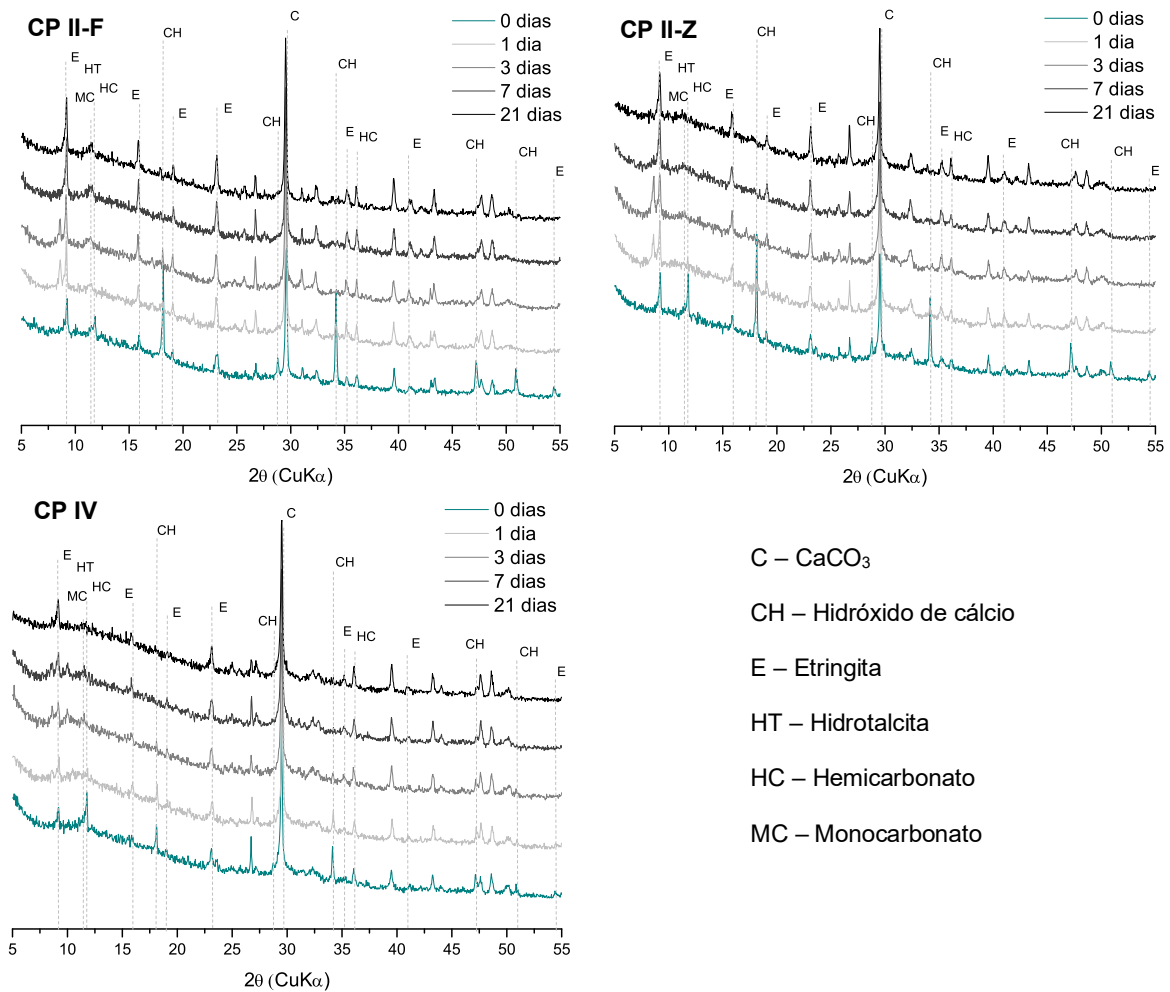 CP II-F
0 dias
1 dia
3 dias
7 dias
21 dias
C
CH
CH
E
HT
MC
HC
E
E
E
CH
E
HC
E
CH
CH
E
5 10 15 20 25 30 35 40 45 50 55
2θ (CuKα)
CP II-Z
0 dias
1 dia
3 dias
7 dias
21 dias
C
CH
CH
E
HT
MC
HC
E
E
E
CH
E
HC
E
CH
CH
E
5 10 15 20 25 30 35 40 45 50 55
2θ (CuKα)
CP IV
0 dias
1 dia
3 dias
7 dias
21 dias
C
CH
CH
E
HT
MC
HC
E
E
E
CH
E
HC
E
CH
CH
E
5 10 15 20 25 30 35 40 45 50 55
2θ (CuKα)
C – CaCO₃
CH – Hidróxido de cálcio
E – Etringita
HT – Hidrotalcita
HC – Hemicarbonato
MC – Monocarbonato